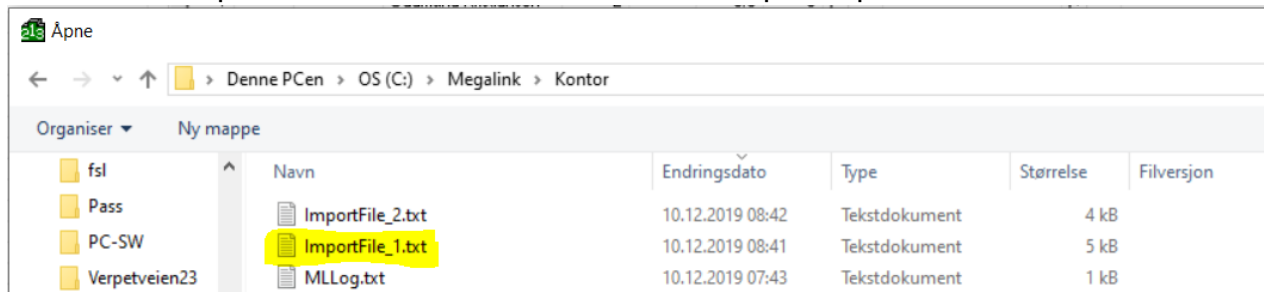 Åpne
Denne PCen > OS (C:) > Megalink > Kontor
Organiser Ny mappe
fsl
Pass
PC-SW
Verpetveien23
Navn Endringsdato Type Størrelse Filversjon
ImportFile_2.txt 10.12.2019 08:42 Tekstdokument 4 kB
ImportFile_1.txt 10.12.2019 08:41 Tekstdokument 5 kB
MLLog.txt 10.12.2019 07:43 Tekstdokument 1 kB